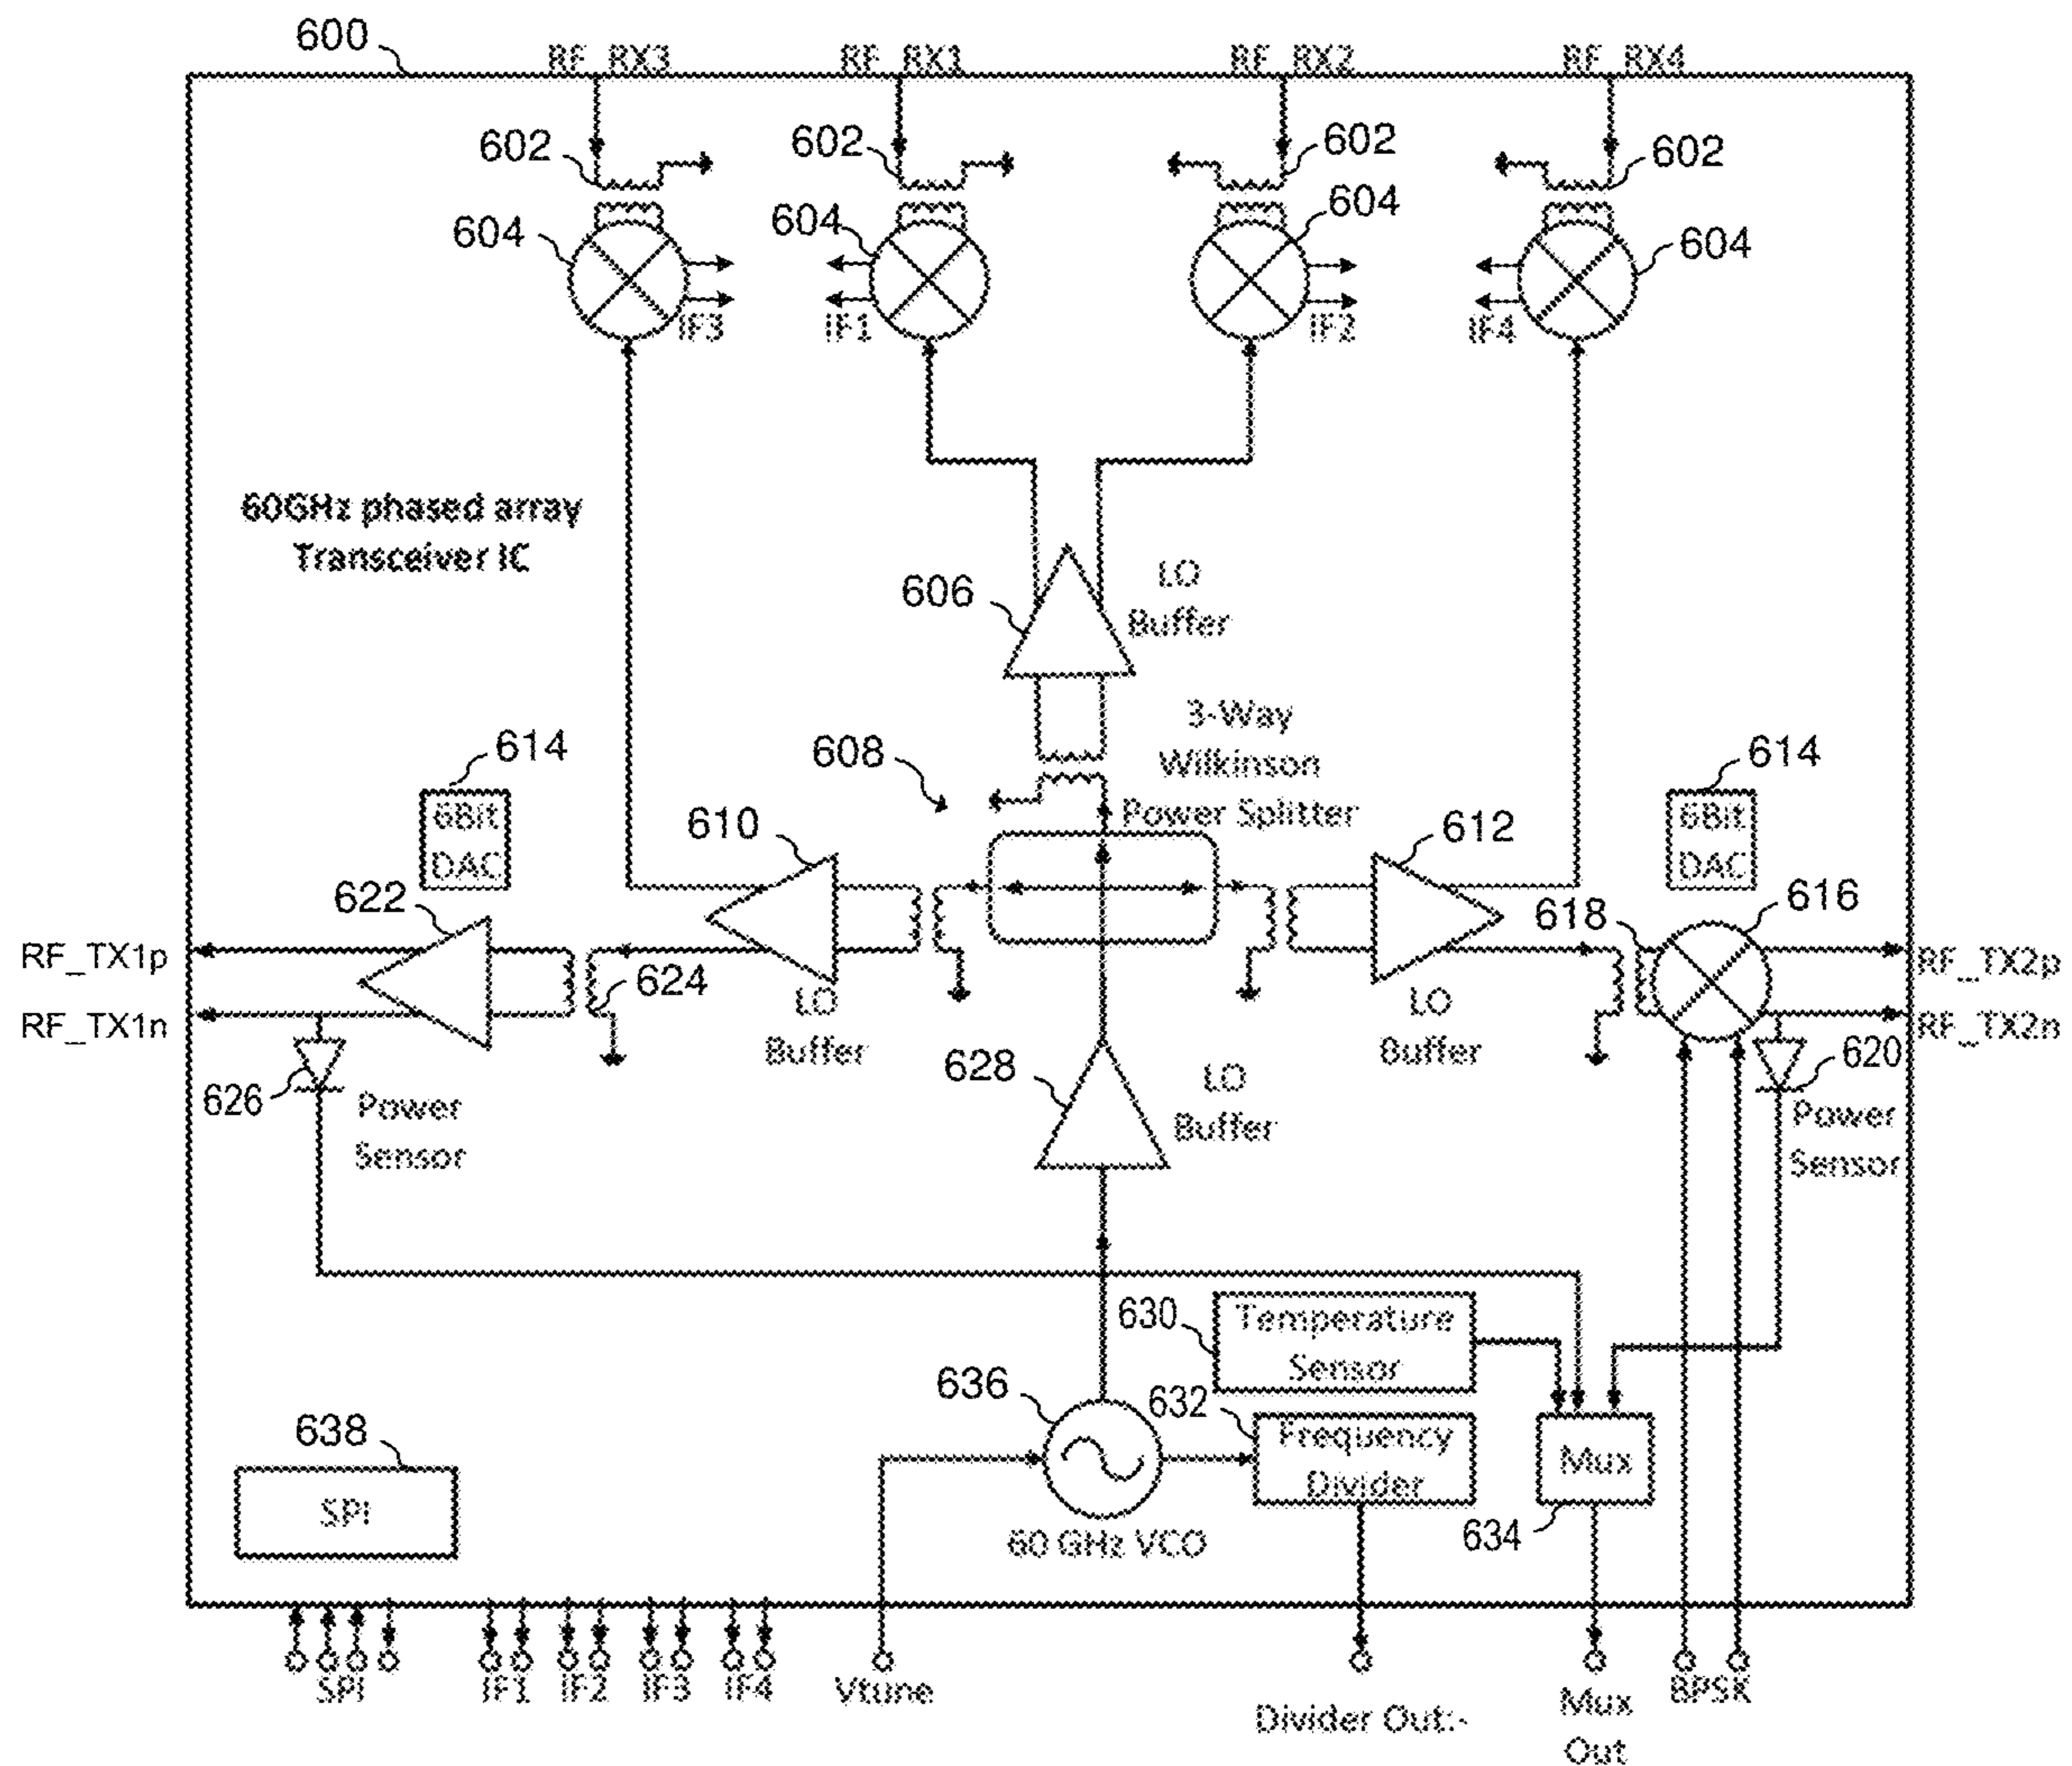 600
RF_RX3
RF_RX1
RF_RX2
RF_RX4
602
602
602
602
604
604
604
604
IF3
IF1
IF2
IF4
60GHz phased array
Transceiver IC
606
LO
Buffer
608
3-Way
Wilkinson
Power Splitter
614
6Bit
DAC
610
612
614
6Bit
DAC
622
618
616
RF_TX1p
RF_TX1n
624
LO
Buffer
LO
Buffer
RF_TX2p
RF_TX2n
626
Power
Sensor
628
LO
Buffer
620
Power
Sensor
630
Temperature
Sensor
636
632
Frequency
Divider
Mux
634
638
SPI
60 GHz VCO
SPI
IF1
IF2
IF3
IF4
Vtune
Divider Out:-
Mux
Out
BPSK